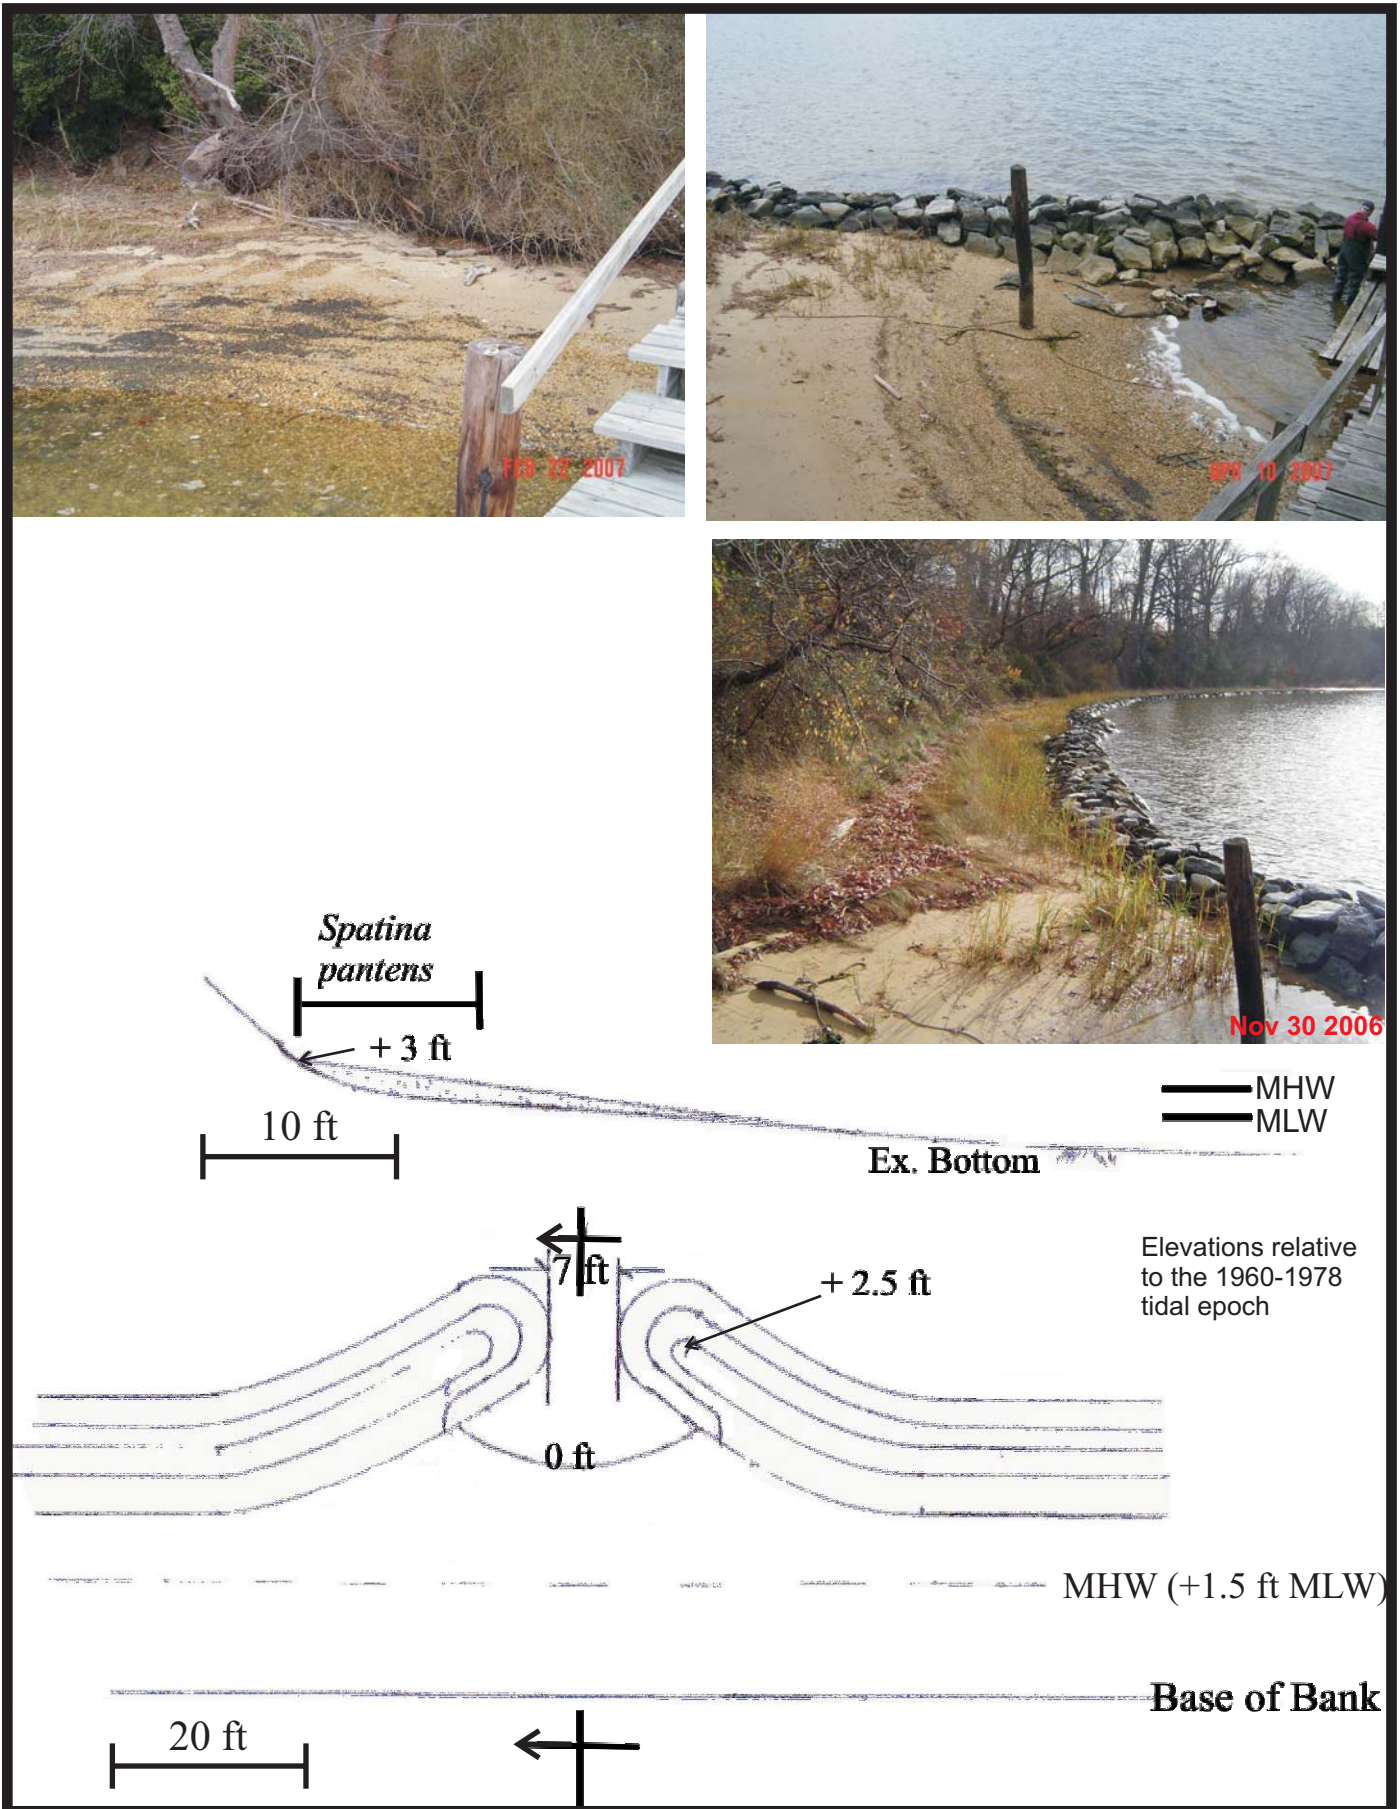 FEB 22 2007
APR 10 2007
Nov 30 2006
Spatina
pantens
+ 3 ft
10 ft
MHW
MLW
Ex. Bottom
7 ft
+ 2.5 ft
Elevations relative
to the 1960-1978
tidal epoch
0 ft
MHW (+1.5 ft MLW)
Base of Bank
20 ft